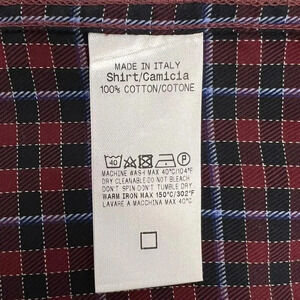 MADE IN ITALY
Shirt/Camicia
100% COTTON/COTONE
40 P
MACHINE WASH MAX 40°C/104°F
DRY CLEANABLE·DO NOT BLEACH
DON'T SPIN DON'T TUMBLE DRY
WARM IRON MAX 150°C/302°F
LAVARE A MACCHINA MAX 40°C